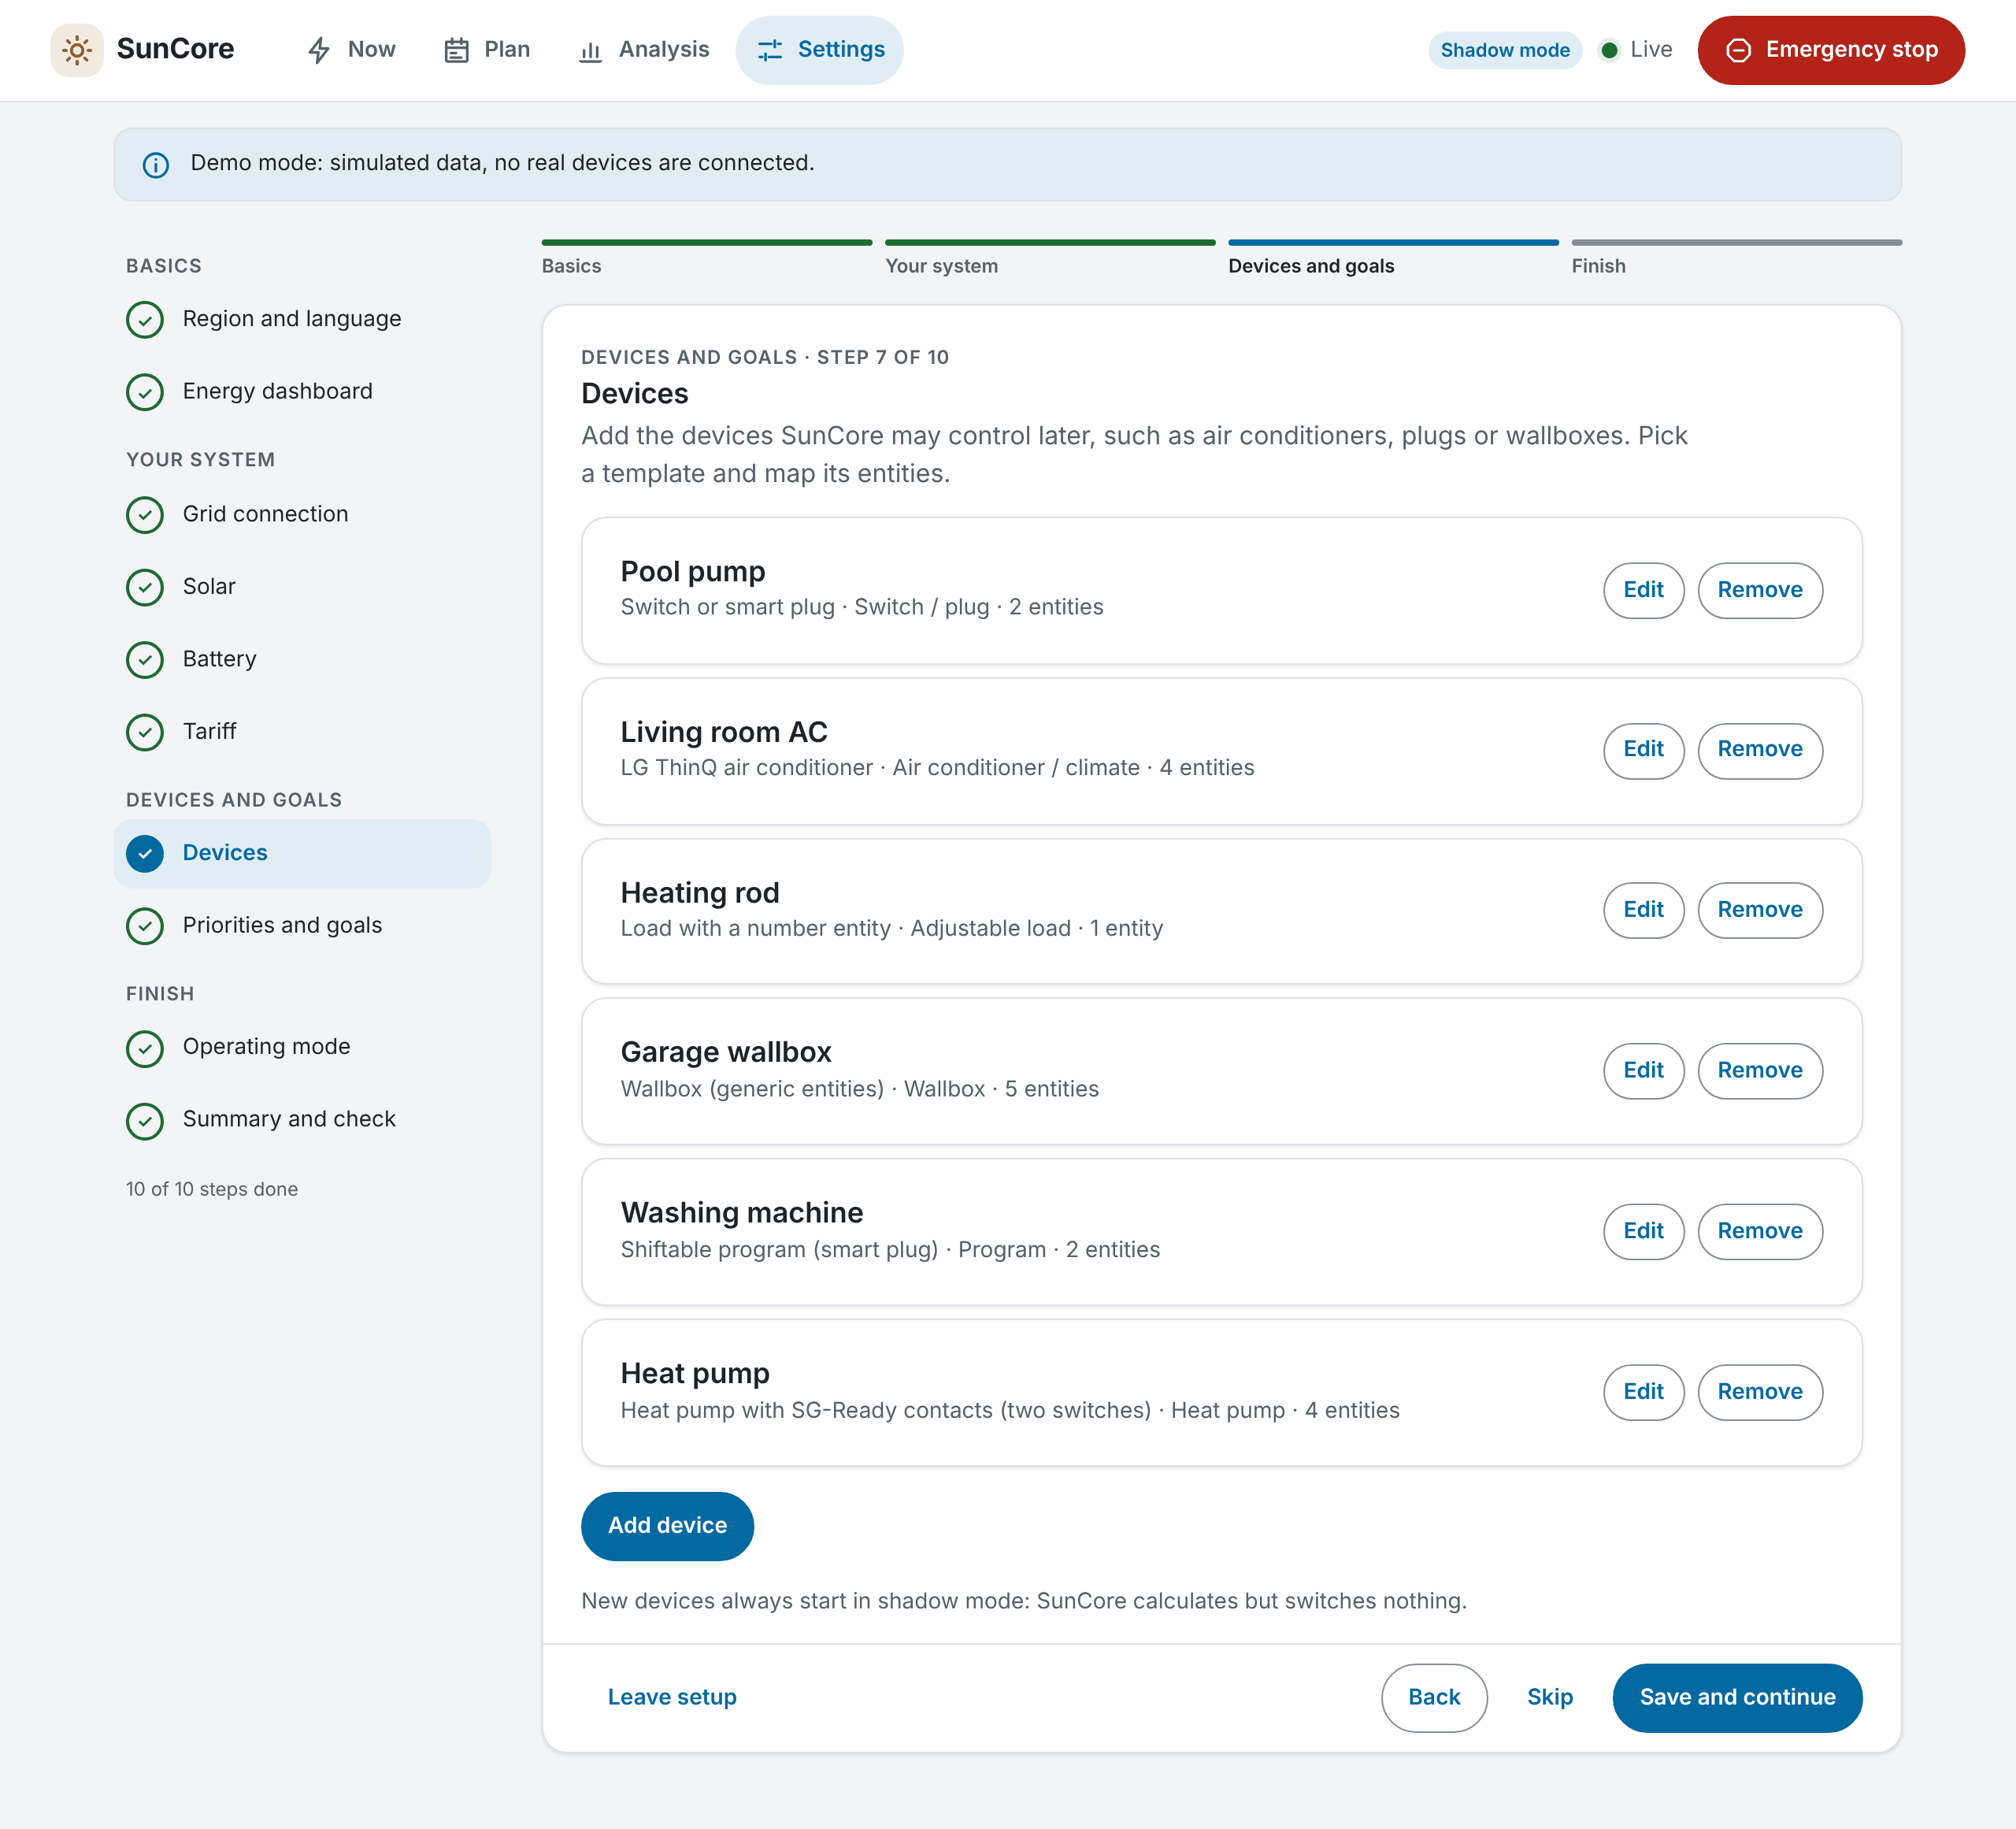 SunCore
Now
Plan
Analysis
Settings
Shadow mode
Live
Emergency stop
Demo mode: simulated data, no real devices are connected.
BASICS
Region and language
Energy dashboard
YOUR SYSTEM
Grid connection
Solar
Battery
Tariff
DEVICES AND GOALS
Devices
Priorities and goals
FINISH
Operating mode
Summary and check
10 of 10 steps done
Basics
Your system
Devices and goals
Finish
DEVICES AND GOALS · STEP 7 OF 10
Devices
Add the devices SunCore may control later, such as air conditioners, plugs or wallboxes. Pick
a template and map its entities.
Pool pump
Switch or smart plug · Switch / plug · 2 entities
Edit
Remove
Living room AC
LG ThinQ air conditioner · Air conditioner / climate · 4 entities
Edit
Remove
Heating rod
Load with a number entity · Adjustable load · 1 entity
Edit
Remove
Garage wallbox
Wallbox (generic entities) · Wallbox · 5 entities
Edit
Remove
Washing machine
Shiftable program (smart plug) · Program · 2 entities
Edit
Remove
Heat pump
Heat pump with SG-Ready contacts (two switches) · Heat pump · 4 entities
Edit
Remove
Add device
New devices always start in shadow mode: SunCore calculates but switches nothing.
Leave setup
Back
Skip
Save and continue